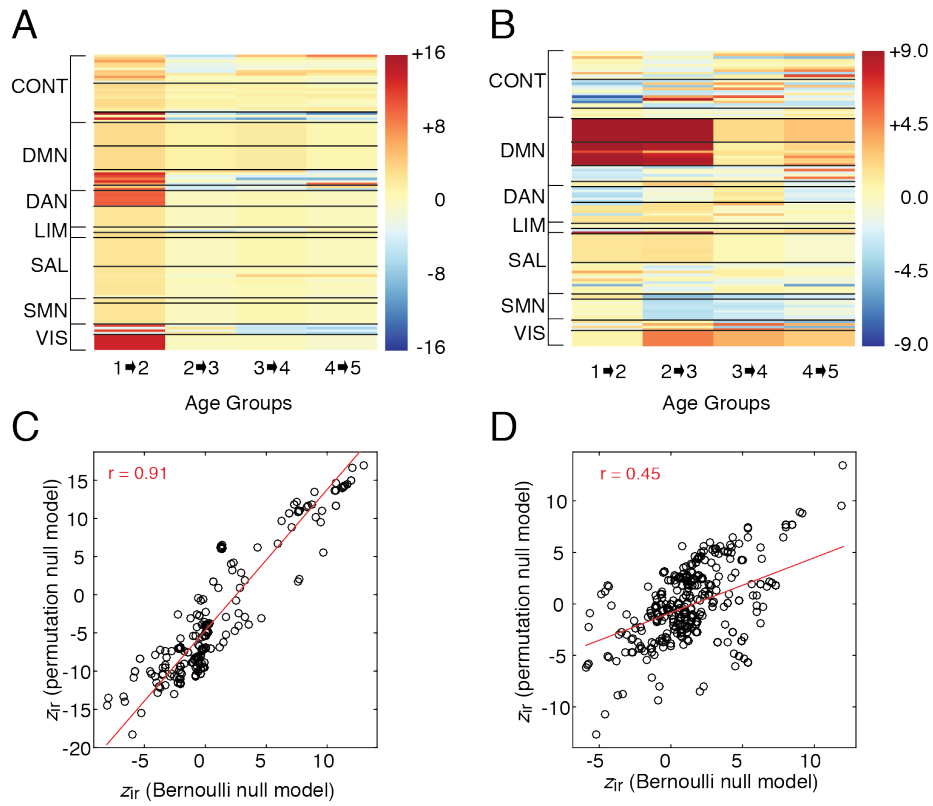 A
CONT
DMN
DAN
LIM
SAL
SMN
VIS
+16
+8
0
-8
-16
1➡2 2➡3 3➡4 4➡5
Age Groups
B
CONT
DMN
DAN
LIM
SAL
SMN
VIS
+9.0
+4.5
0.0
-4.5
-9.0
1➡2 2➡3 3➡4 4➡5
Age Groups
C
r = 0.91
zir (permutation null model)
15
10
5
0
-5
-10
-15
-20
-5 0 5 10
zir (Bernoulli null model)
D
r = 0.45
zir (permutation null model)
10
5
0
-5
-10
-5 0 5 10
zir (Bernoulli null model)